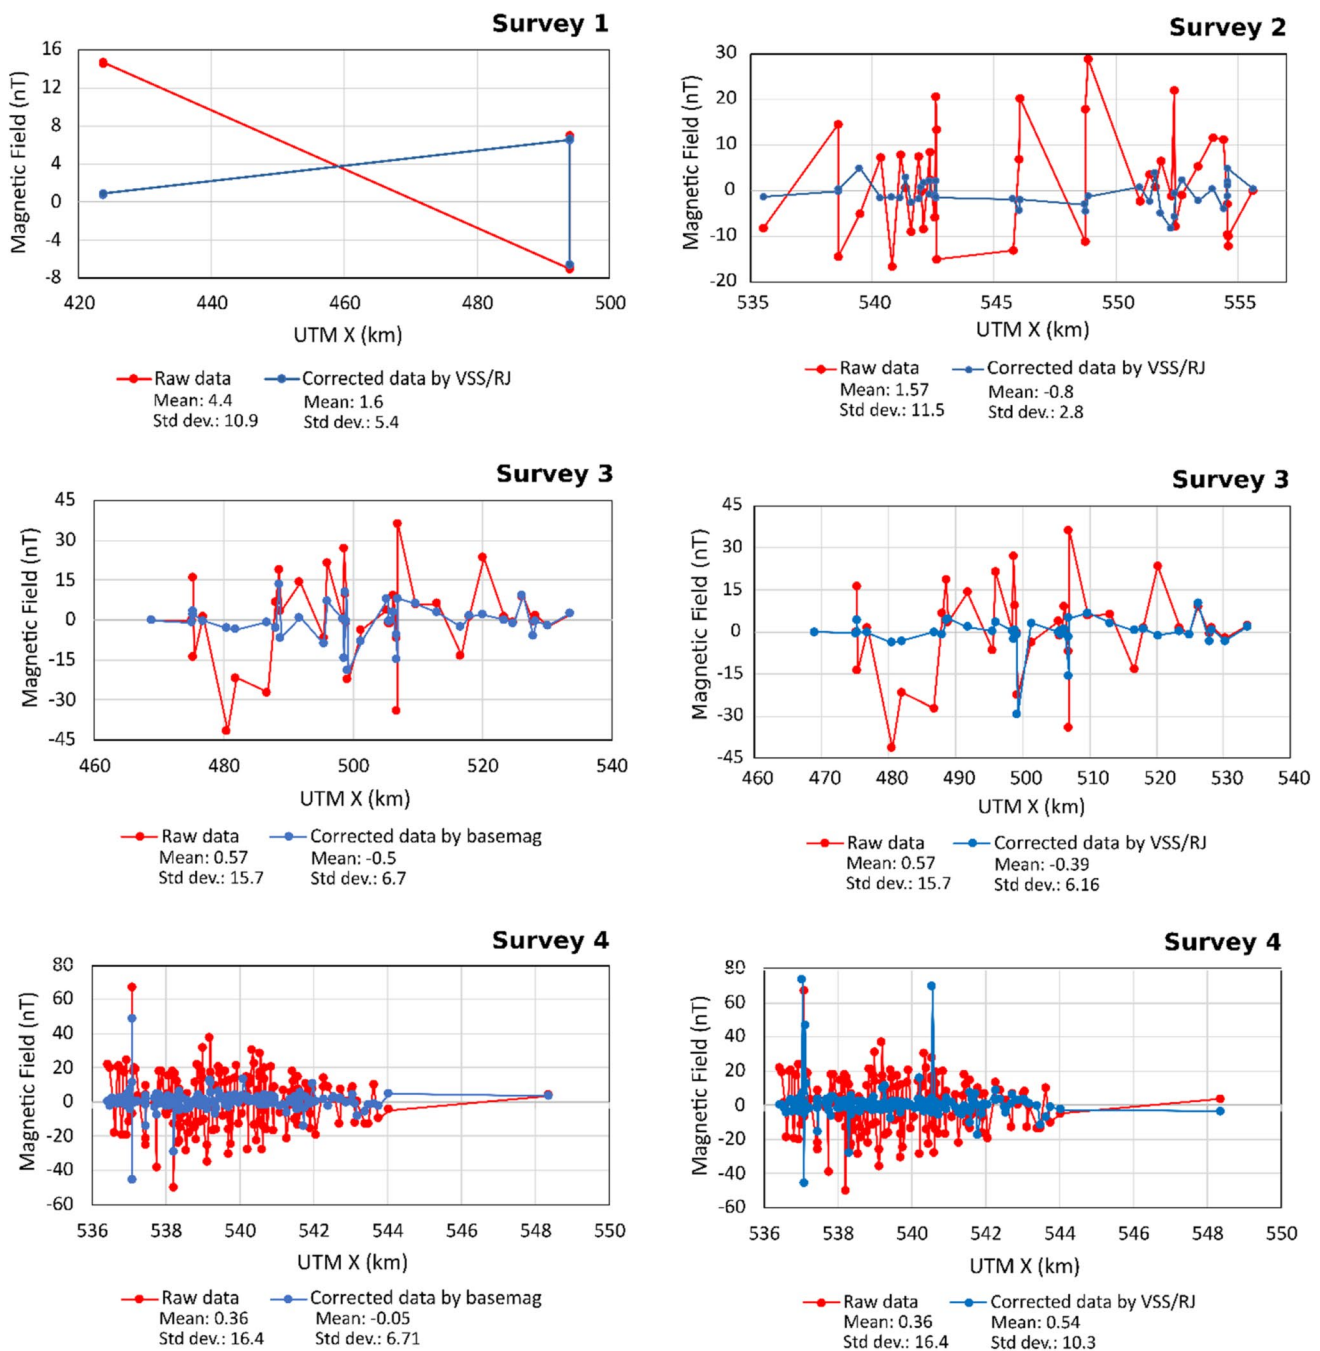 Survey 1
Magnetic Field (nT)
16
12
8
4
0
-4
-8
420 440 460 480 500
UTM X (km)
Raw data Corrected data by VSS/RJ
Mean: 4.4 Mean: 1.6
Std dev.: 10.9 Std dev.: 5.4
Survey 2
Magnetic Field (nT)
30
20
10
0
-10
-20
535 540 545 550 555
UTM X (km)
Raw data Corrected data by VSS/RJ
Mean: 1.57 Mean: -0.8
Std dev.: 11.5 Std dev.: 2.8
Survey 3
Magnetic Field (nT)
45
30
15
0
-15
-30
-45
460 480 500 520 540
UTM X (km)
Raw data Corrected data by basemag
Mean: 0.57 Mean: -0.5
Std dev.: 15.7 Std dev.: 6.7
Survey 3
Magnetic Field (nT)
45
30
15
0
-15
-30
-45
460 470 480 490 500 510 520 530 540
UTM X (km)
Raw data Corrected data by VSS/RJ
Mean: 0.57 Mean: -0.39
Std dev.: 15.7 Std dev.: 6.16
Survey 4
Magnetic Field (nT)
80
60
40
20
0
-20
-40
-60
536 538 540 542 544 546 548 550
UTM X (km)
Raw data Corrected data by basemag
Mean: 0.36 Mean: -0.05
Std dev.: 16.4 Std dev.: 6.71
Survey 4
Magnetic Field (nT)
80
60
40
20
0
-20
-40
-60
536 538 540 542 544 546 548 550
UTM X (km)
Raw data Corrected data by VSS/RJ
Mean: 0.36 Mean: 0.54
Std dev.: 16.4 Std dev.: 10.3